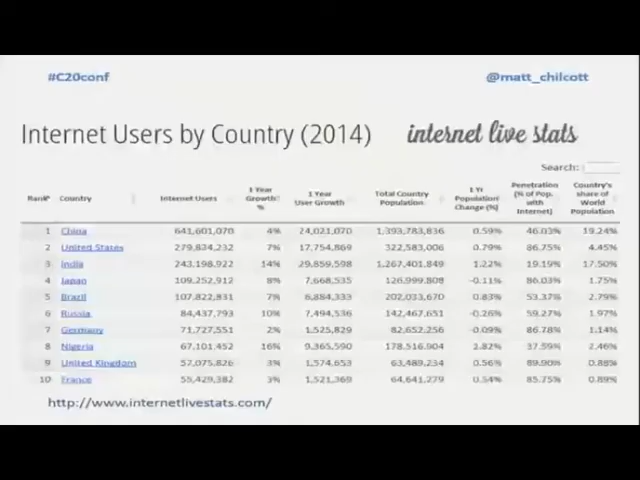 #C20conf @matt_chilcott
Internet Users by Country (2014) internet live stats
Search:
Rank Country Internet Users 1 Year Growth % 1 Year User Growth Total Country Population 1 Yr Population Change (%) Penetration (% of Pop. with Internet) Country's share of World Population
1 China 641,601,070 4% 24,021,070 1,393,783,836 0.59% 46.03% 19.24%
2 United States 279,834,232 7% 17,754,869 322,583,006 0.79% 86.75% 4.45%
3 India 243,198,922 14% 29,859,598 1,267,401,849 1.22% 19.19% 17.50%
4 Japan 109,252,912 8% 7,668,535 126,999,808 -0.11% 86.03% 1.75%
5 Brazil 107,822,831 7% 6,884,333 202,033,670 0.83% 53.37% 2.79%
6 Russia 84,437,793 10% 7,494,536 142,467,651 -0.26% 59.27% 1.97%
7 Germany 71,727,551 2% 1,525,829 82,652,256 -0.09% 86.78% 1.14%
8 Nigeria 67,101,452 16% 9,365,590 178,516,904 2.82% 37.59% 2.46%
9 United Kingdom 57,075,826 3% 1,574,653 63,489,234 0.56% 89.90% 0.88%
10 France 55,429,382 3% 1,521,369 64,641,279 0.54% 85.75% 0.89%
http://www.internetlivestats.com/